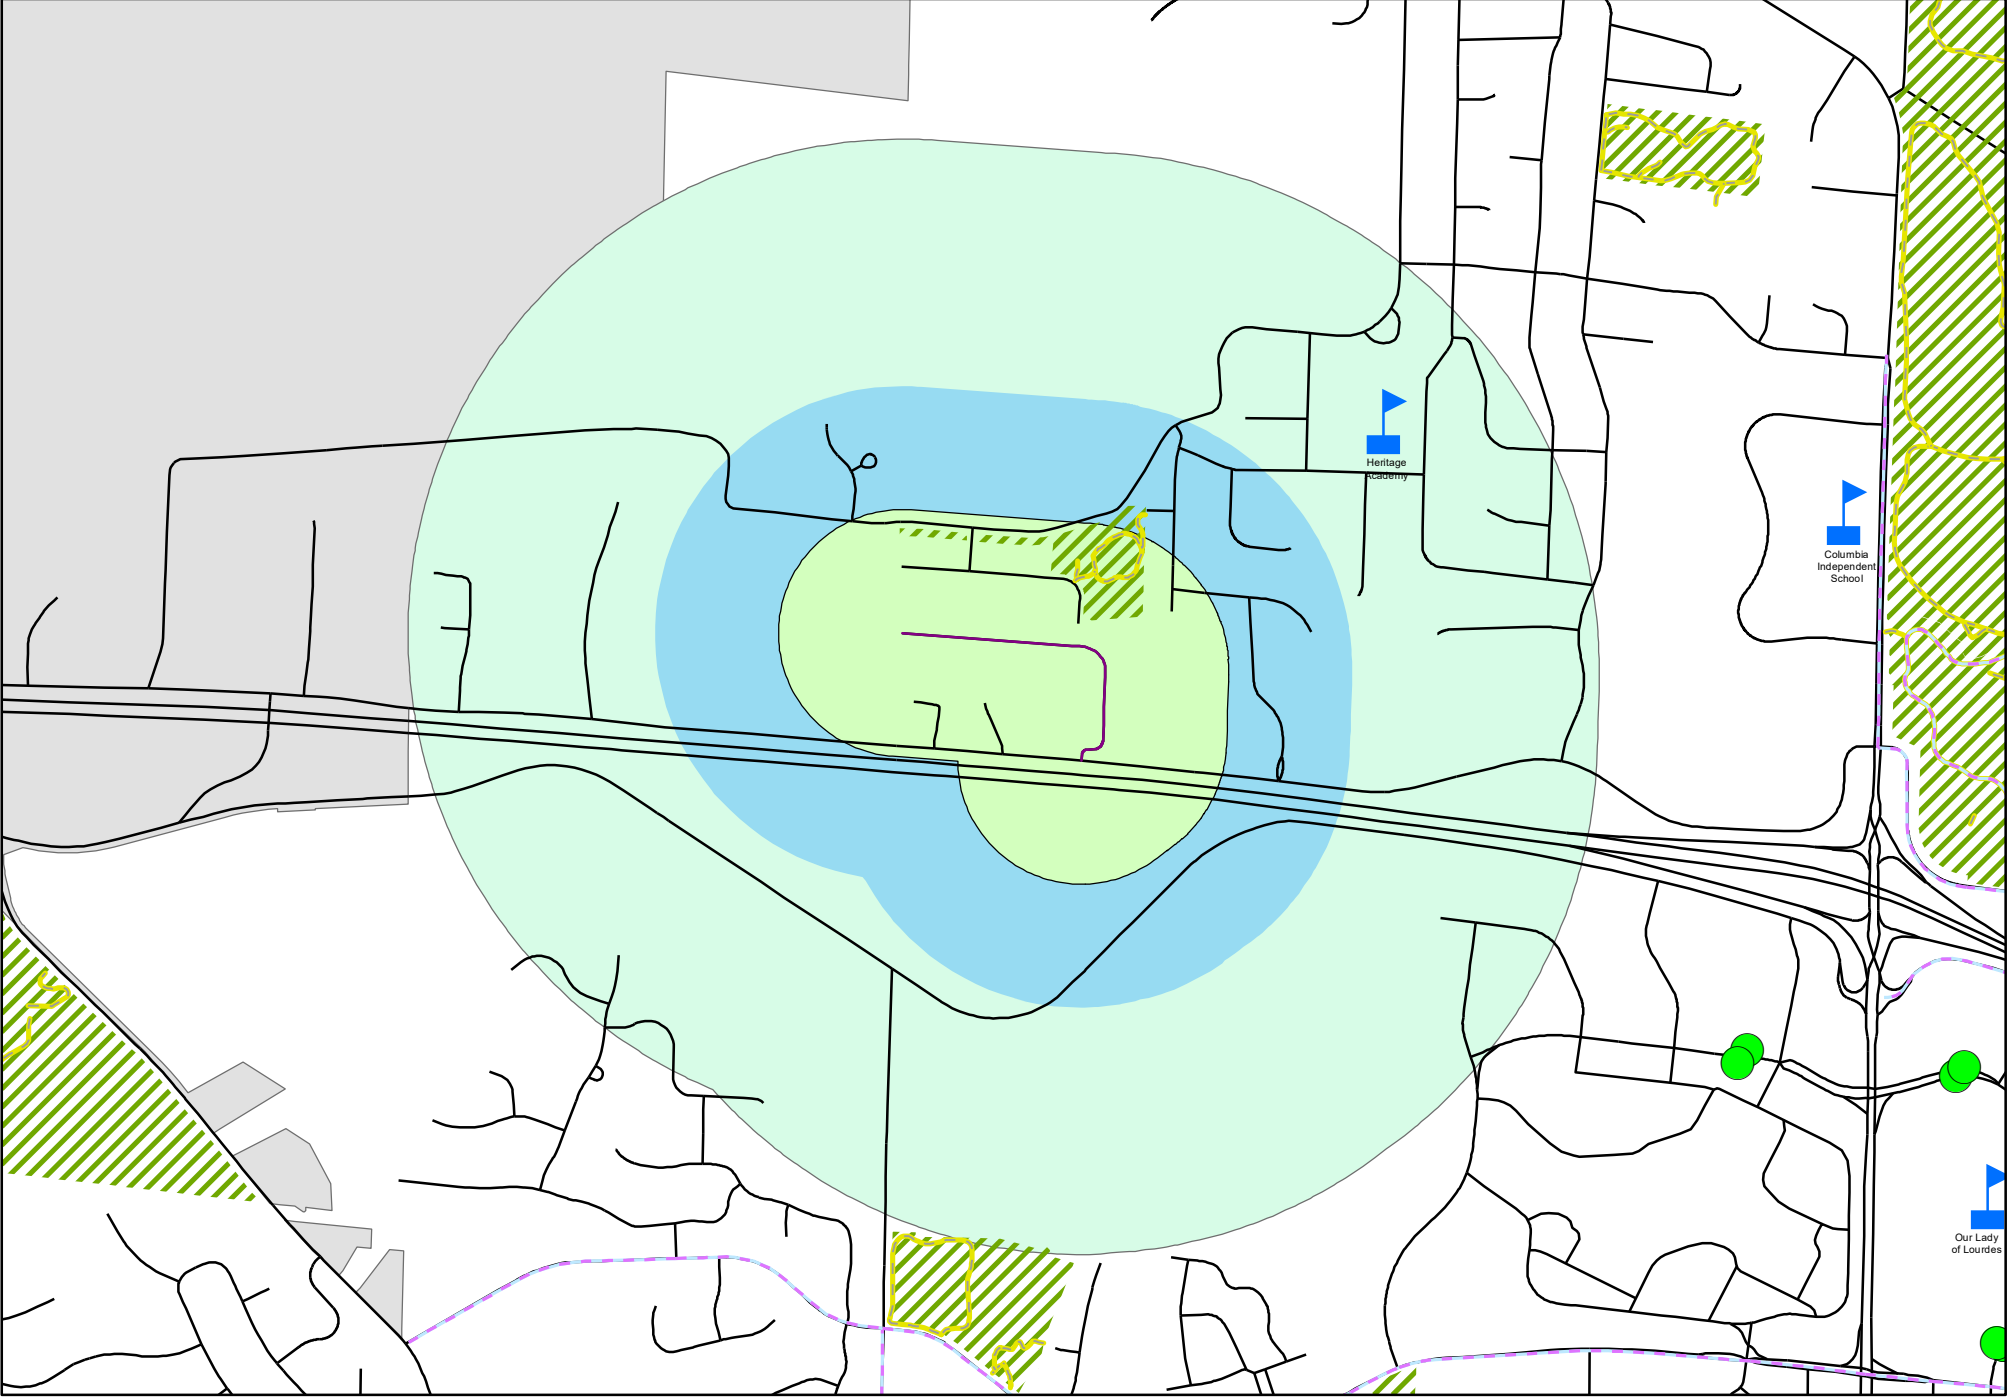 Heritage
Academy
Columbia
Independent
School
Our Lady
of Lourdes